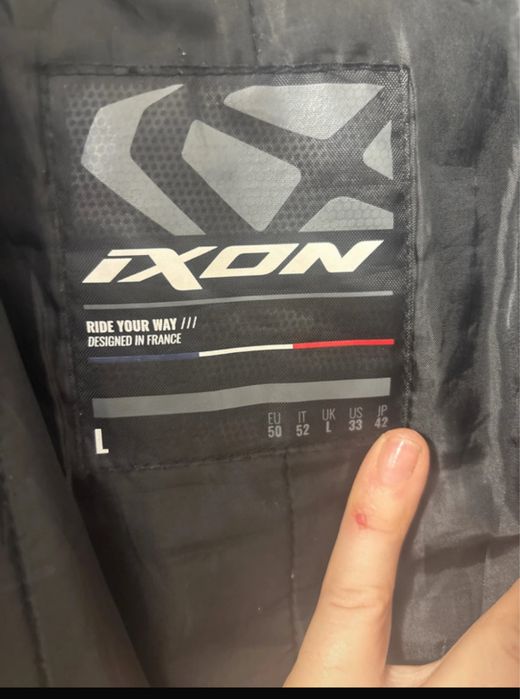 iXON
RIDE YOUR WAY ///
DESIGNED IN FRANCE
L
EU IT UK US JP
50 52 L 33 42